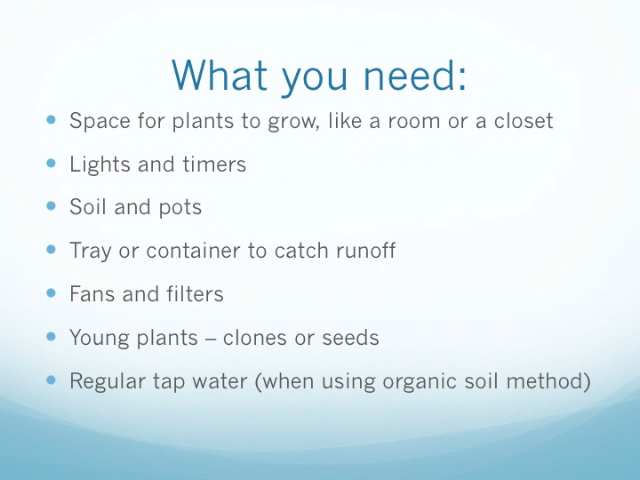 What you need:
Space for plants to grow, like a room or a closet
Lights and timers
Soil and pots
Tray or container to catch runoff
Fans and filters
Young plants – clones or seeds
Regular tap water (when using organic soil method)